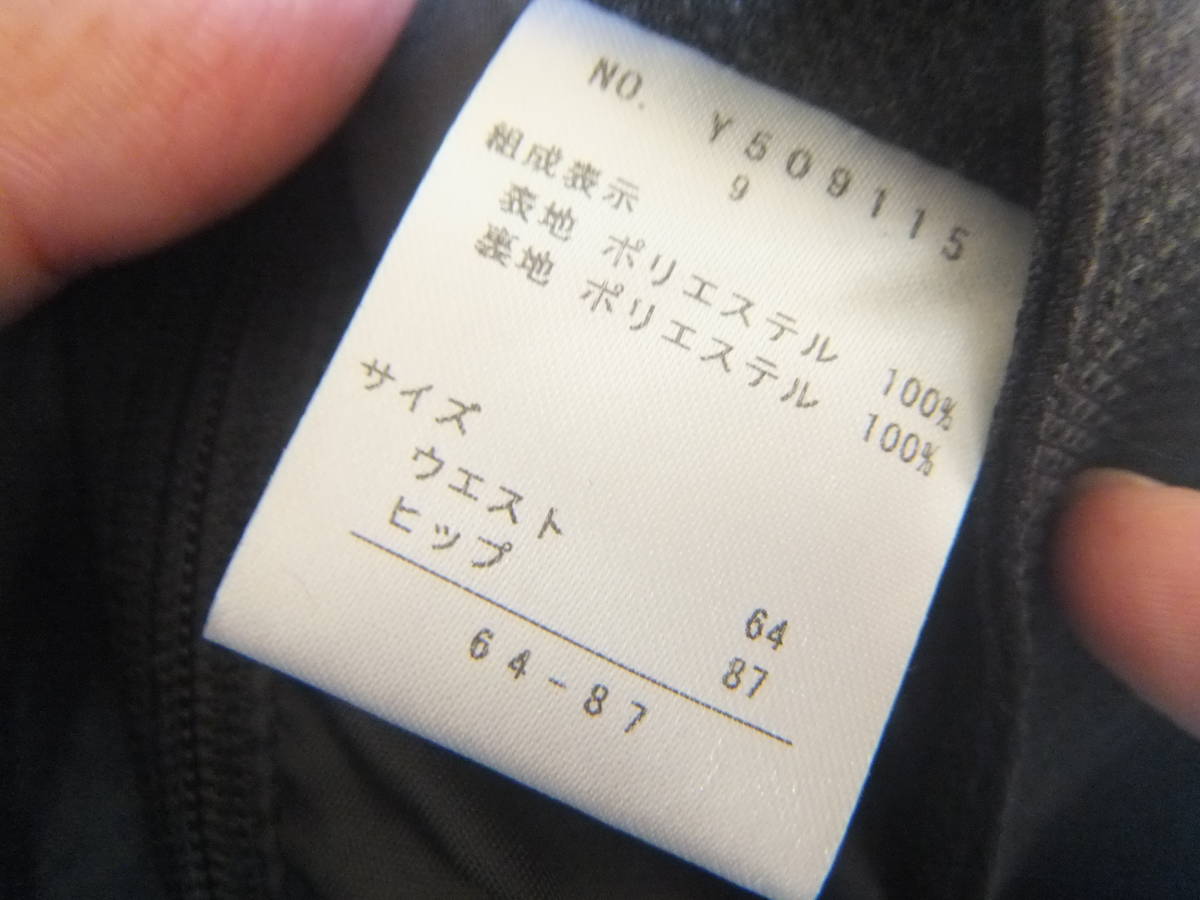 NO. Y509115
9
組成表示
表地 ポリエステル 100%
裏地 ポリエステル 100%
サイズ
ウエスト 64
ヒップ 87
64-87